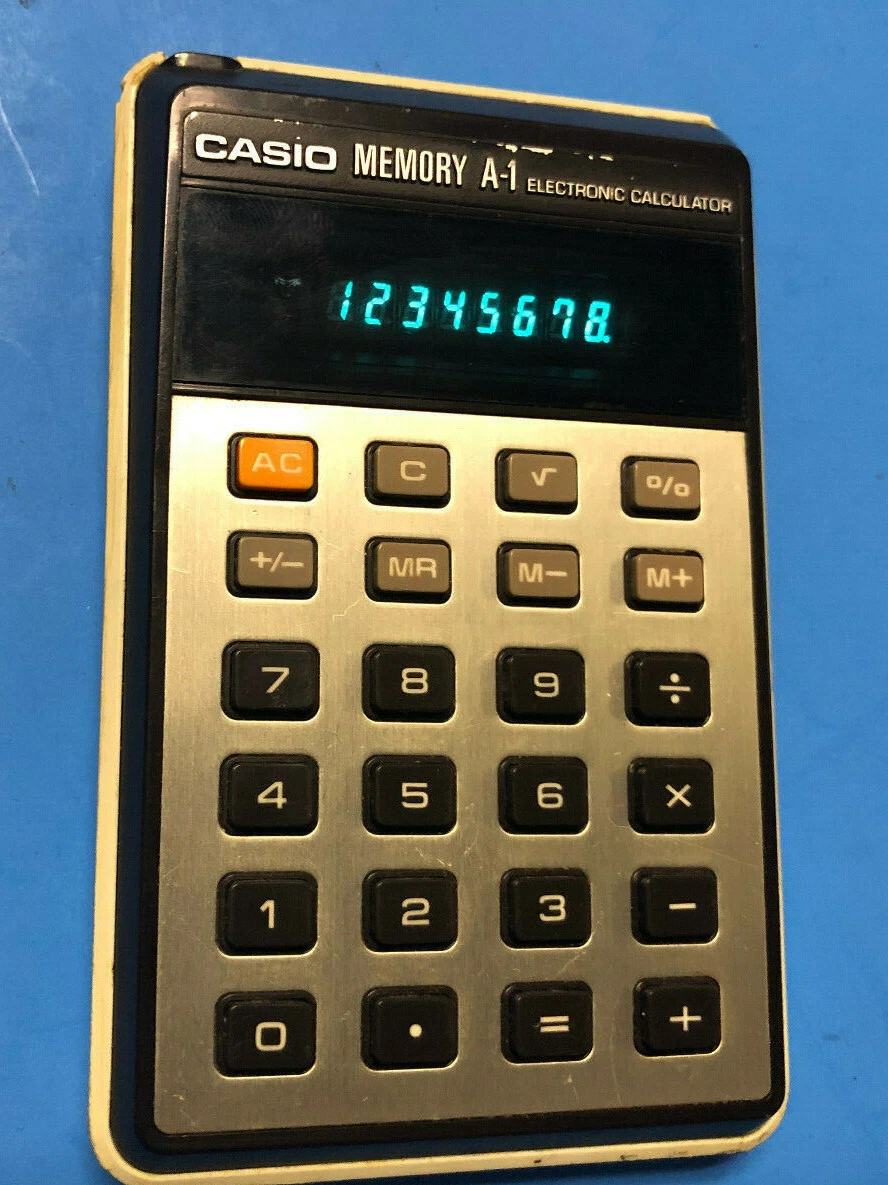 CASIO MEMORY A-1 ELECTRONIC CALCULATOR
12345678.
AC C √ %
+/− MR M− M+
7 8 9 ÷
4 5 6 ×
1 2 3 −
0 • = +